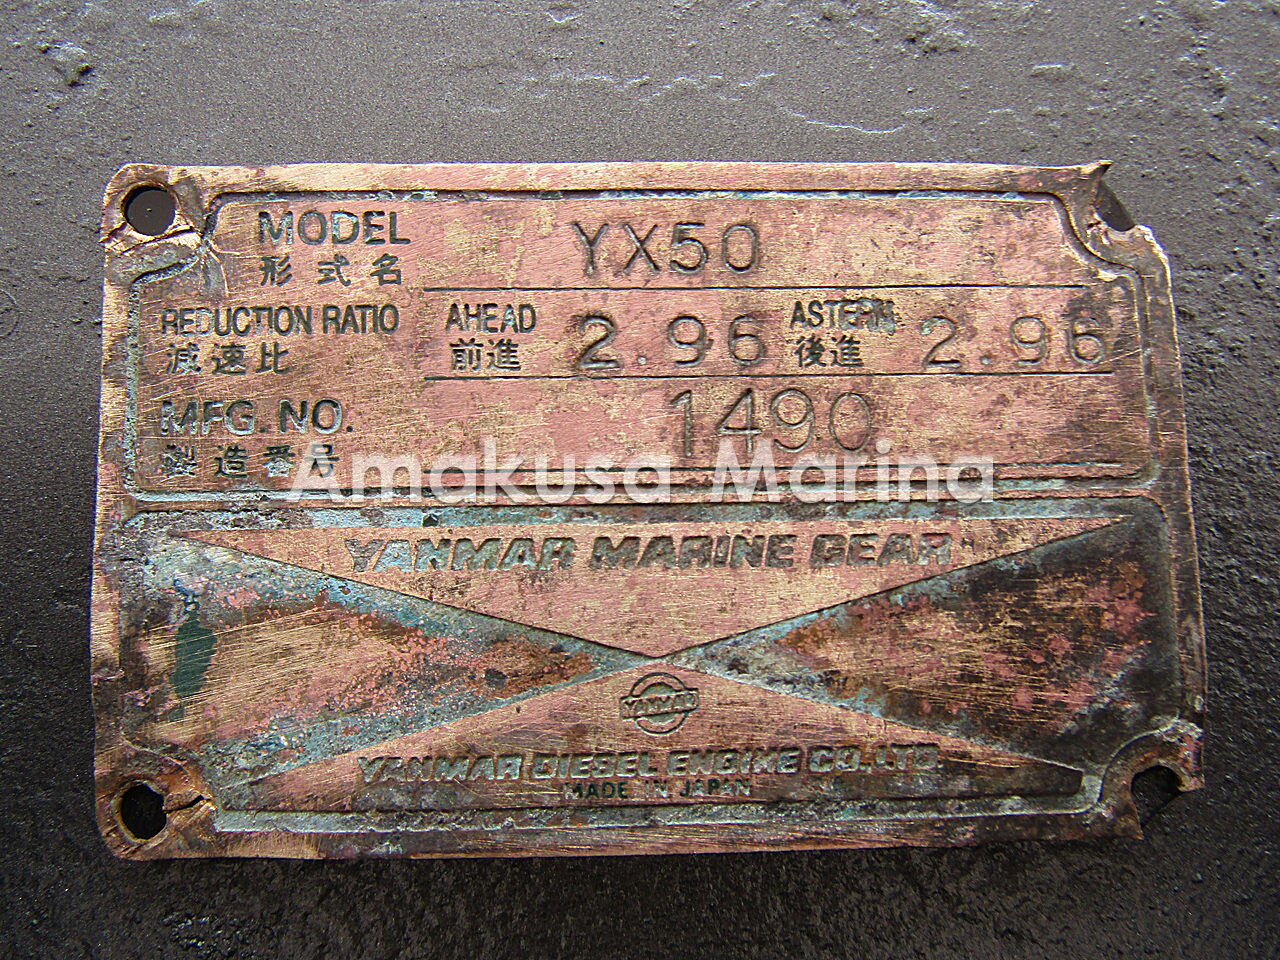 MODEL YX50
形式名
REDUCTION RATIO AHEAD 2.96 ASTERN 2.96
減速比 前進 後進
MFG. NO. 1490
製造番号
Amakusa Marina
YANMAR MARINE GEAR
YANMAR
YANMAR DIESEL ENGINE CO., LTD.
MADE IN JAPAN